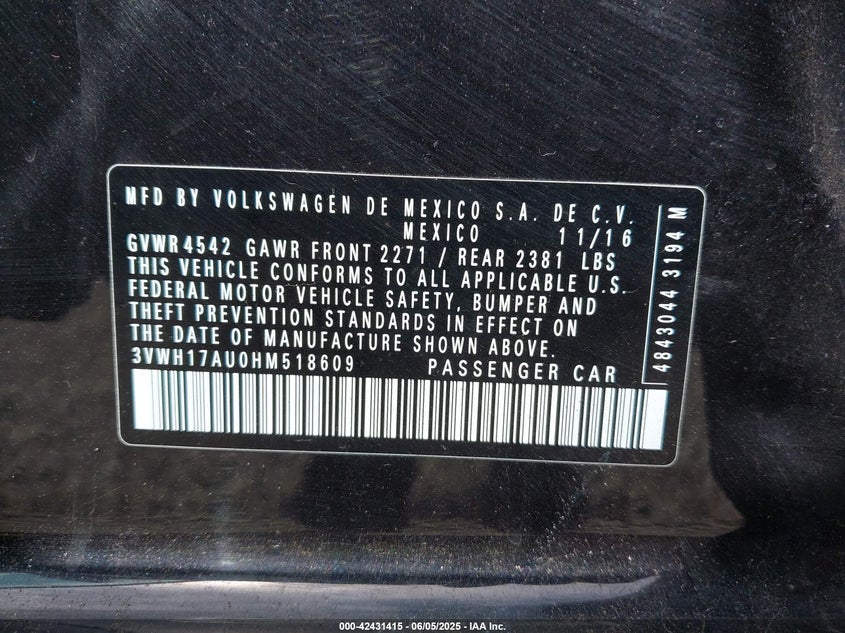 MFD BY VOLKSWAGEN DE MEXICO S.A. DE C.V.
MEXICO 11/16
GVWR4542 GAWR FRONT 2271 / REAR 2381 LBS
THIS VEHICLE CONFORMS TO ALL APPLICABLE U.S.
FEDERAL MOTOR VEHICLE SAFETY, BUMPER AND
THEFT PREVENTION STANDARDS IN EFFECT ON
THE DATE OF MANUFACTURE SHOWN ABOVE.
3VWH17AU0HM518609 PASSENGER CAR
4843044 3194 M
000-42431415 - 06/05/2025 - IAA Inc.